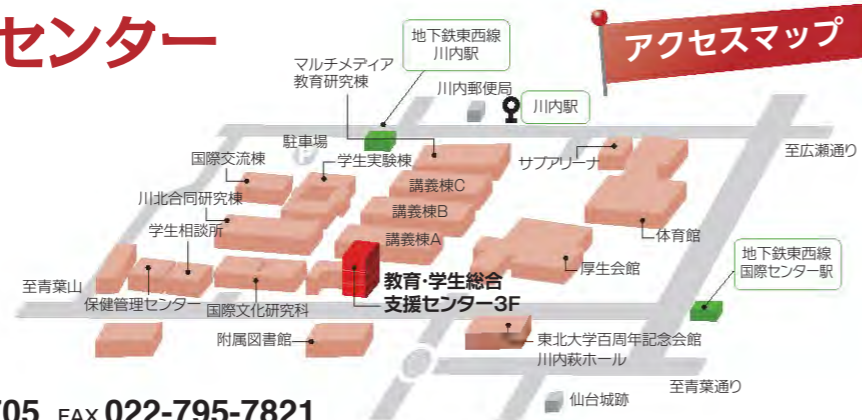 センター
アクセスマップ
地下鉄東西線
川内駅
マルチメディア
教育研究棟
川内郵便局
川内駅
駐車場
P
国際交流棟
学生実験棟
サブアリーナ
至広瀬通り
講義棟C
川北合同研究棟
講義棟B
学生相談所
講義棟A
体育館
地下鉄東西線
国際センター駅
厚生会館
至青葉山
教育・学生総合
支援センター3F
保健管理センター
国際文化研究科
附属図書館
東北大学百周年記念会館
川内萩ホール
至青葉通り
仙台城跡
705 FAX 022-795-7821